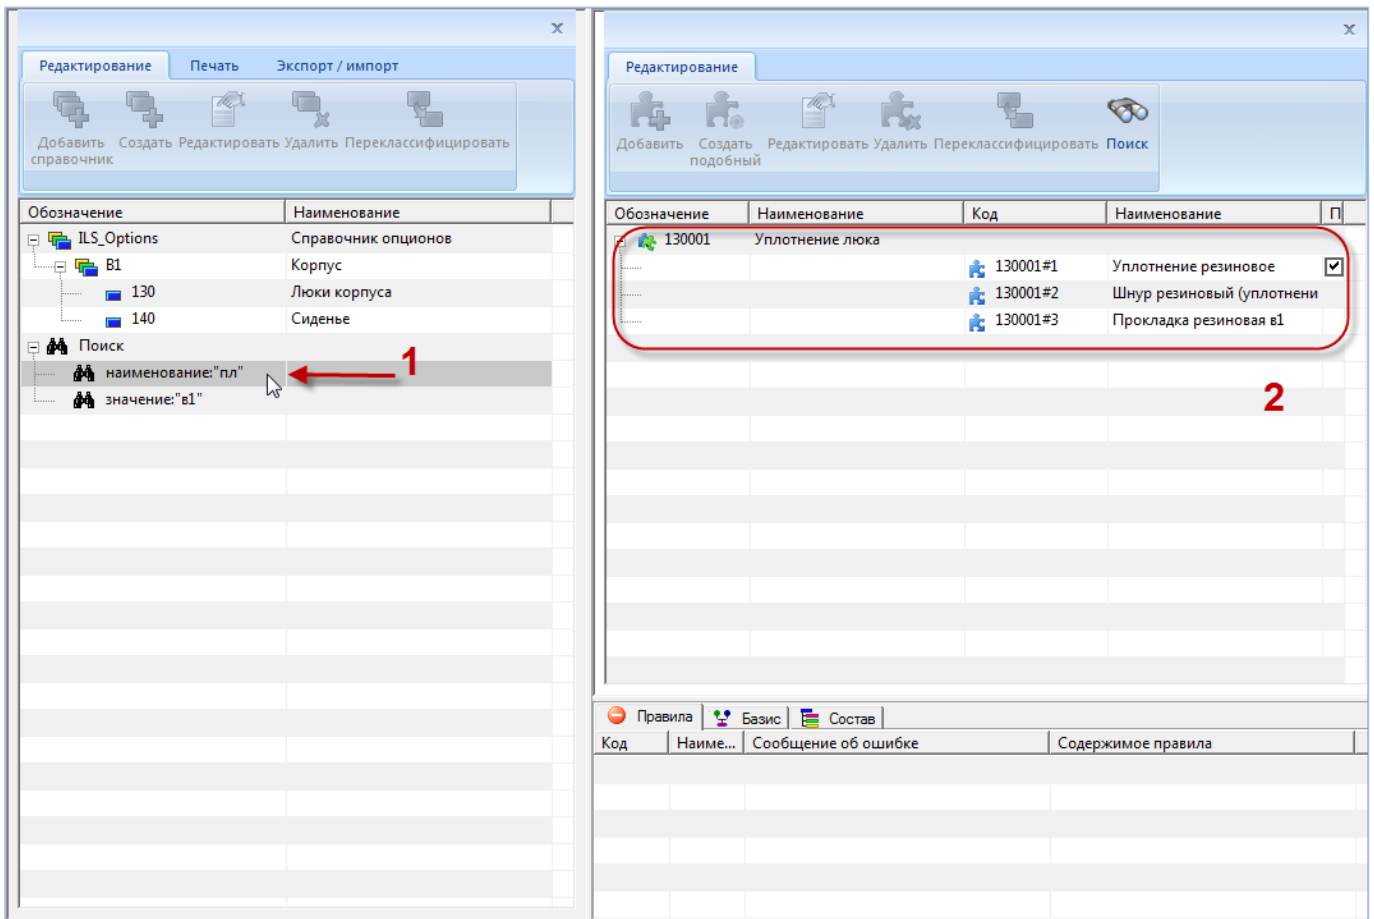 x
Редактирование Печать Экспорт / импорт
Добавить справочник Создать Редактировать Удалить Переклассифицировать
Обозначение Наименование
ILS_Options Справочник опционов
B1 Корпус
130 Люки корпуса
140 Сиденье
Поиск
наименование:"пл"
значение:"в1"
1
x
Редактирование
Добавить Создать подобный Редактировать Удалить Переклассифицировать Поиск
Обозначение Наименование Код Наименование П
130001 Уплотнение люка
130001#1 Уплотнение резиновое
130001#2 Шнур резиновый (уплотнени
130001#3 Прокладка резиновая в1
2
Правила Базис Состав
Код Наиме... Сообщение об ошибке Содержимое правила